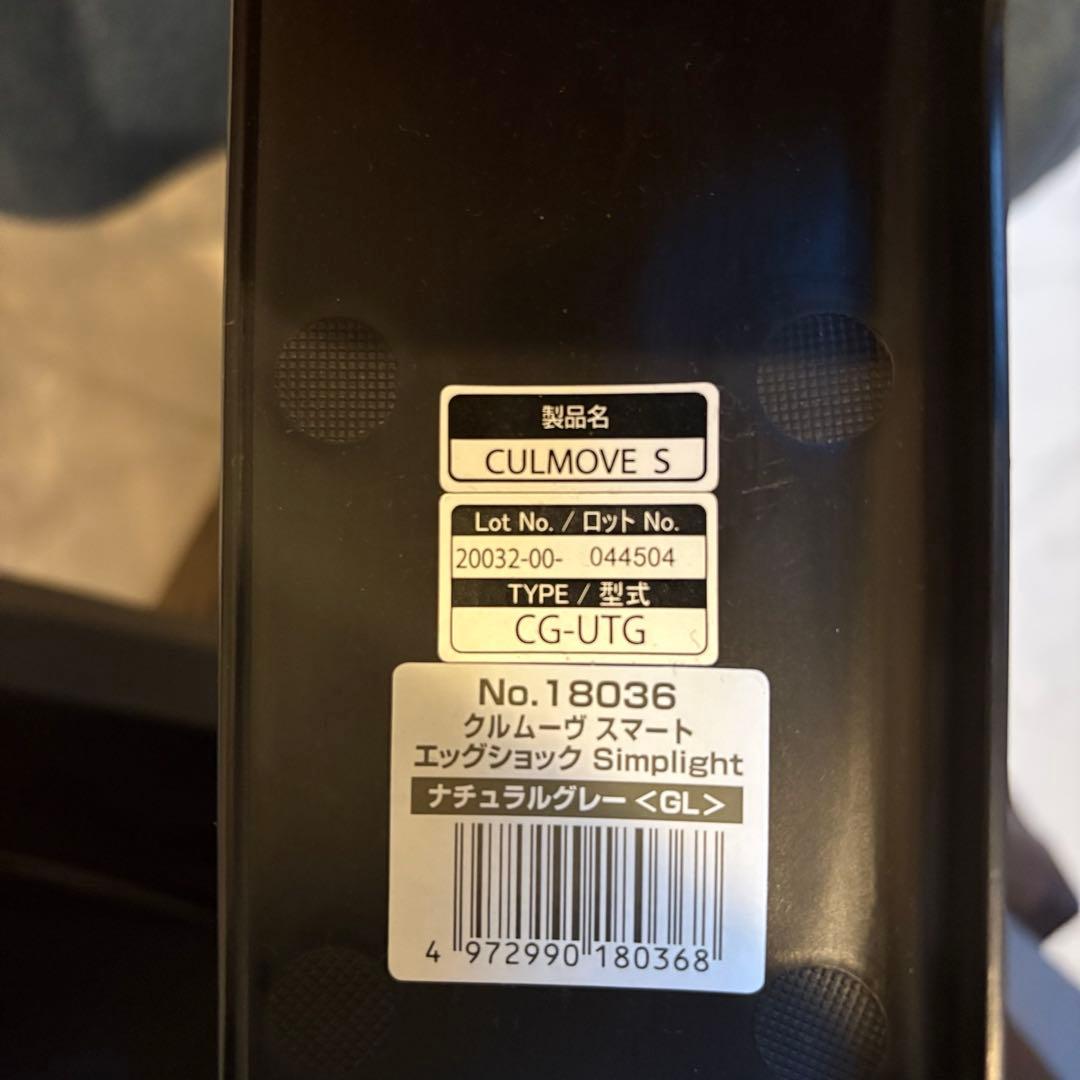 製品名
CULMOVE S
Lot No. / ロット No.
20032-00- 044504
TYPE / 型式
CG-UTG
No.18036
クルムーヴ スマート
エッグショック Simplight
ナチュラルグレー <GL>
4 972990 180368